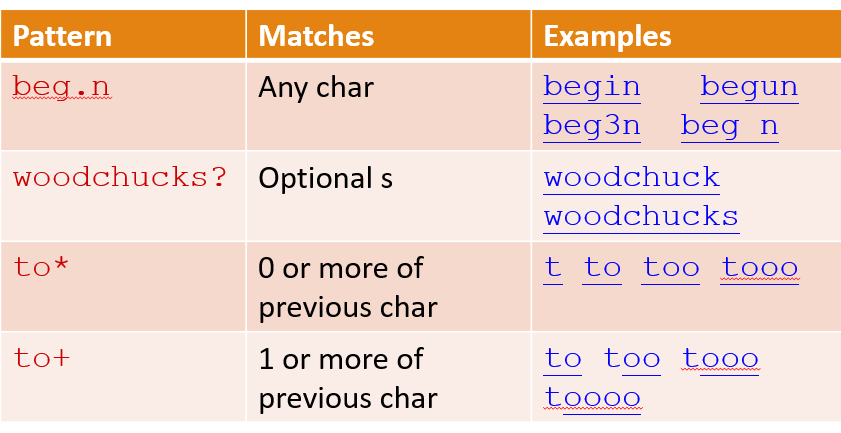 Pattern Matches Examples
beg.n Any char begin begun
beg3n beg n
woodchucks? Optional s woodchuck
woodchucks
to* 0 or more of t to too tooo
previous char
to+ 1 or more of to too tooo
previous char toooo